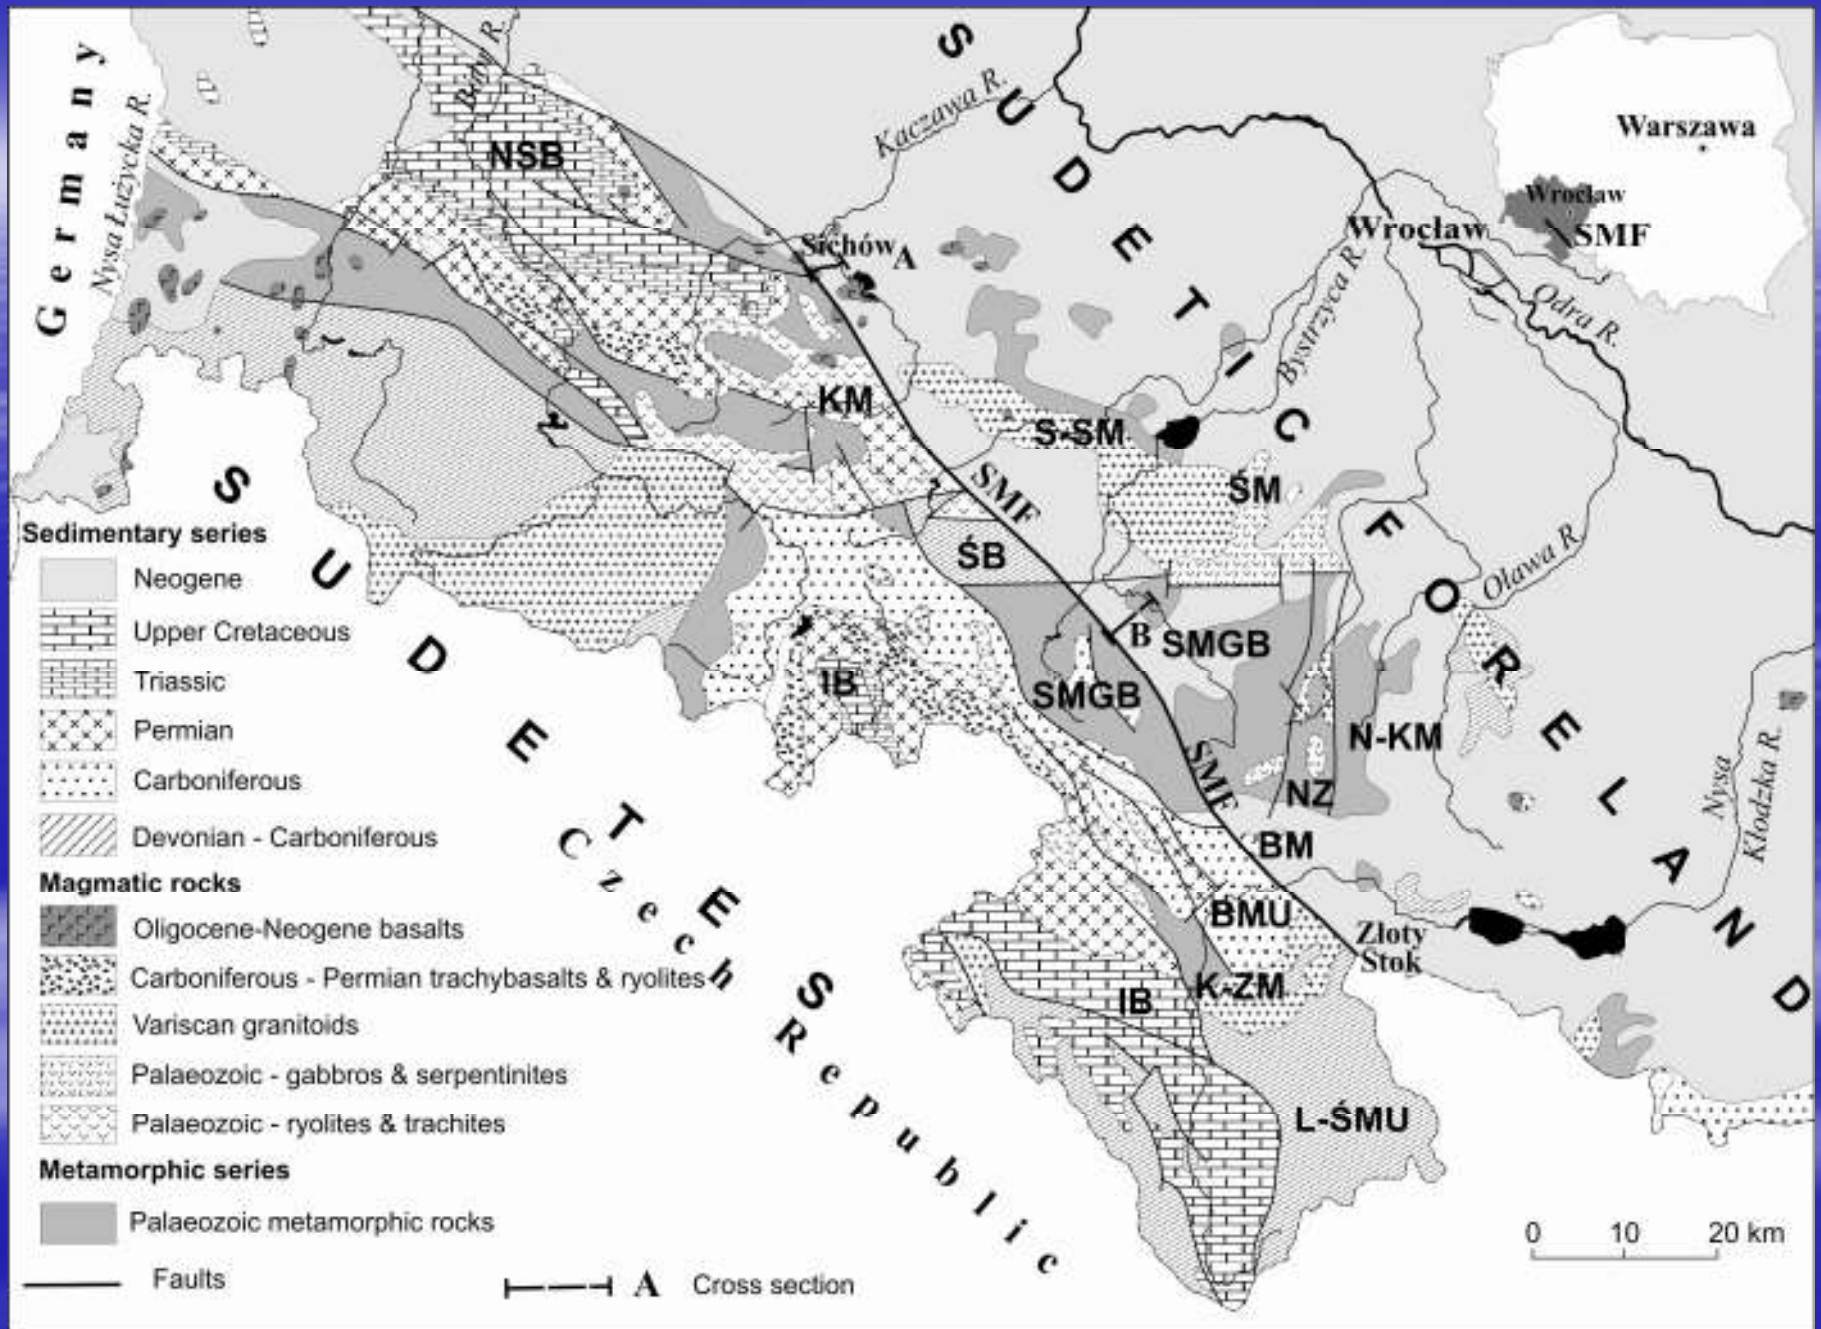 Germany
Nysa Łużycka R.
Bóbr R.
Kaczawa R.
SUDETIC FORELAND
Warszawa
Wrocław
SMF
NSB
Sichów A
Wrocław
Bystrzyca R.
Odra R.
KM
S-SM
ŚM
SMF
ŚB
Oława R.
B SMGB
SMGB
IB
N-KM
SMF
NZ
BM
Nysa
Kłodzka R.
BMU
Złoty
Stok
K-ZM
IB
L-ŚMU
SUDETES
Czech Republic
Sedimentary series
Neogene
Upper Cretaceous
Triassic
Permian
Carboniferous
Devonian - Carboniferous
Magmatic rocks
Oligocene-Neogene basalts
Carboniferous - Permian trachybasalts & ryolites
Variscan granitoids
Palaeozoic - gabbros & serpentinites
Palaeozoic - ryolites & trachites
Metamorphic series
Palaeozoic metamorphic rocks
Faults
A Cross section
0 10 20 km